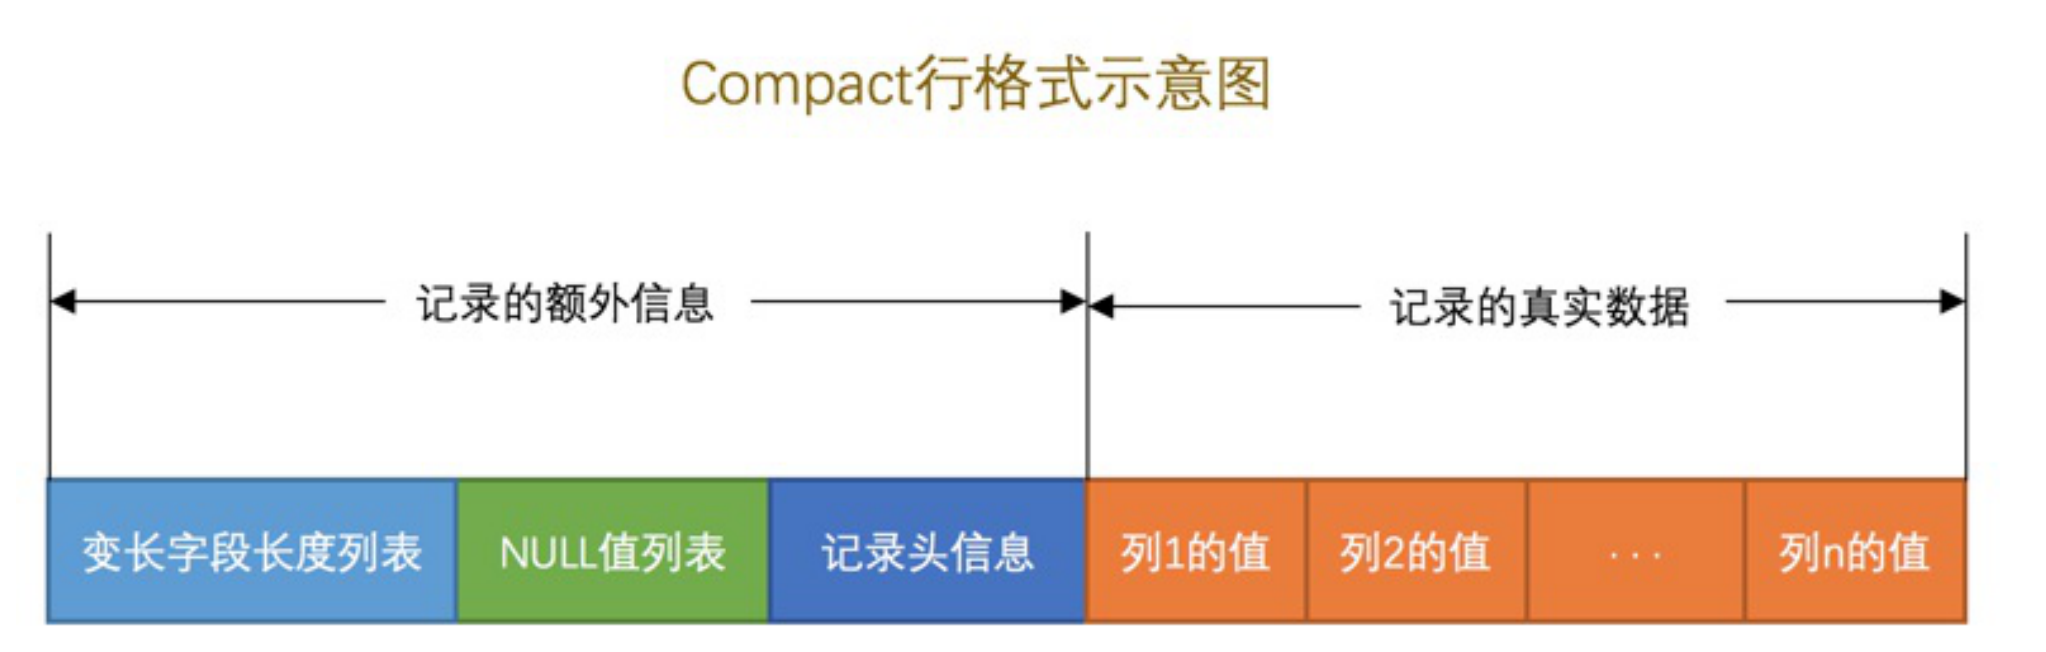 Compact行格式示意图
记录的额外信息 记录的真实数据
变长字段长度列表 NULL值列表 记录头信息 列1的值 列2的值 ··· 列n的值